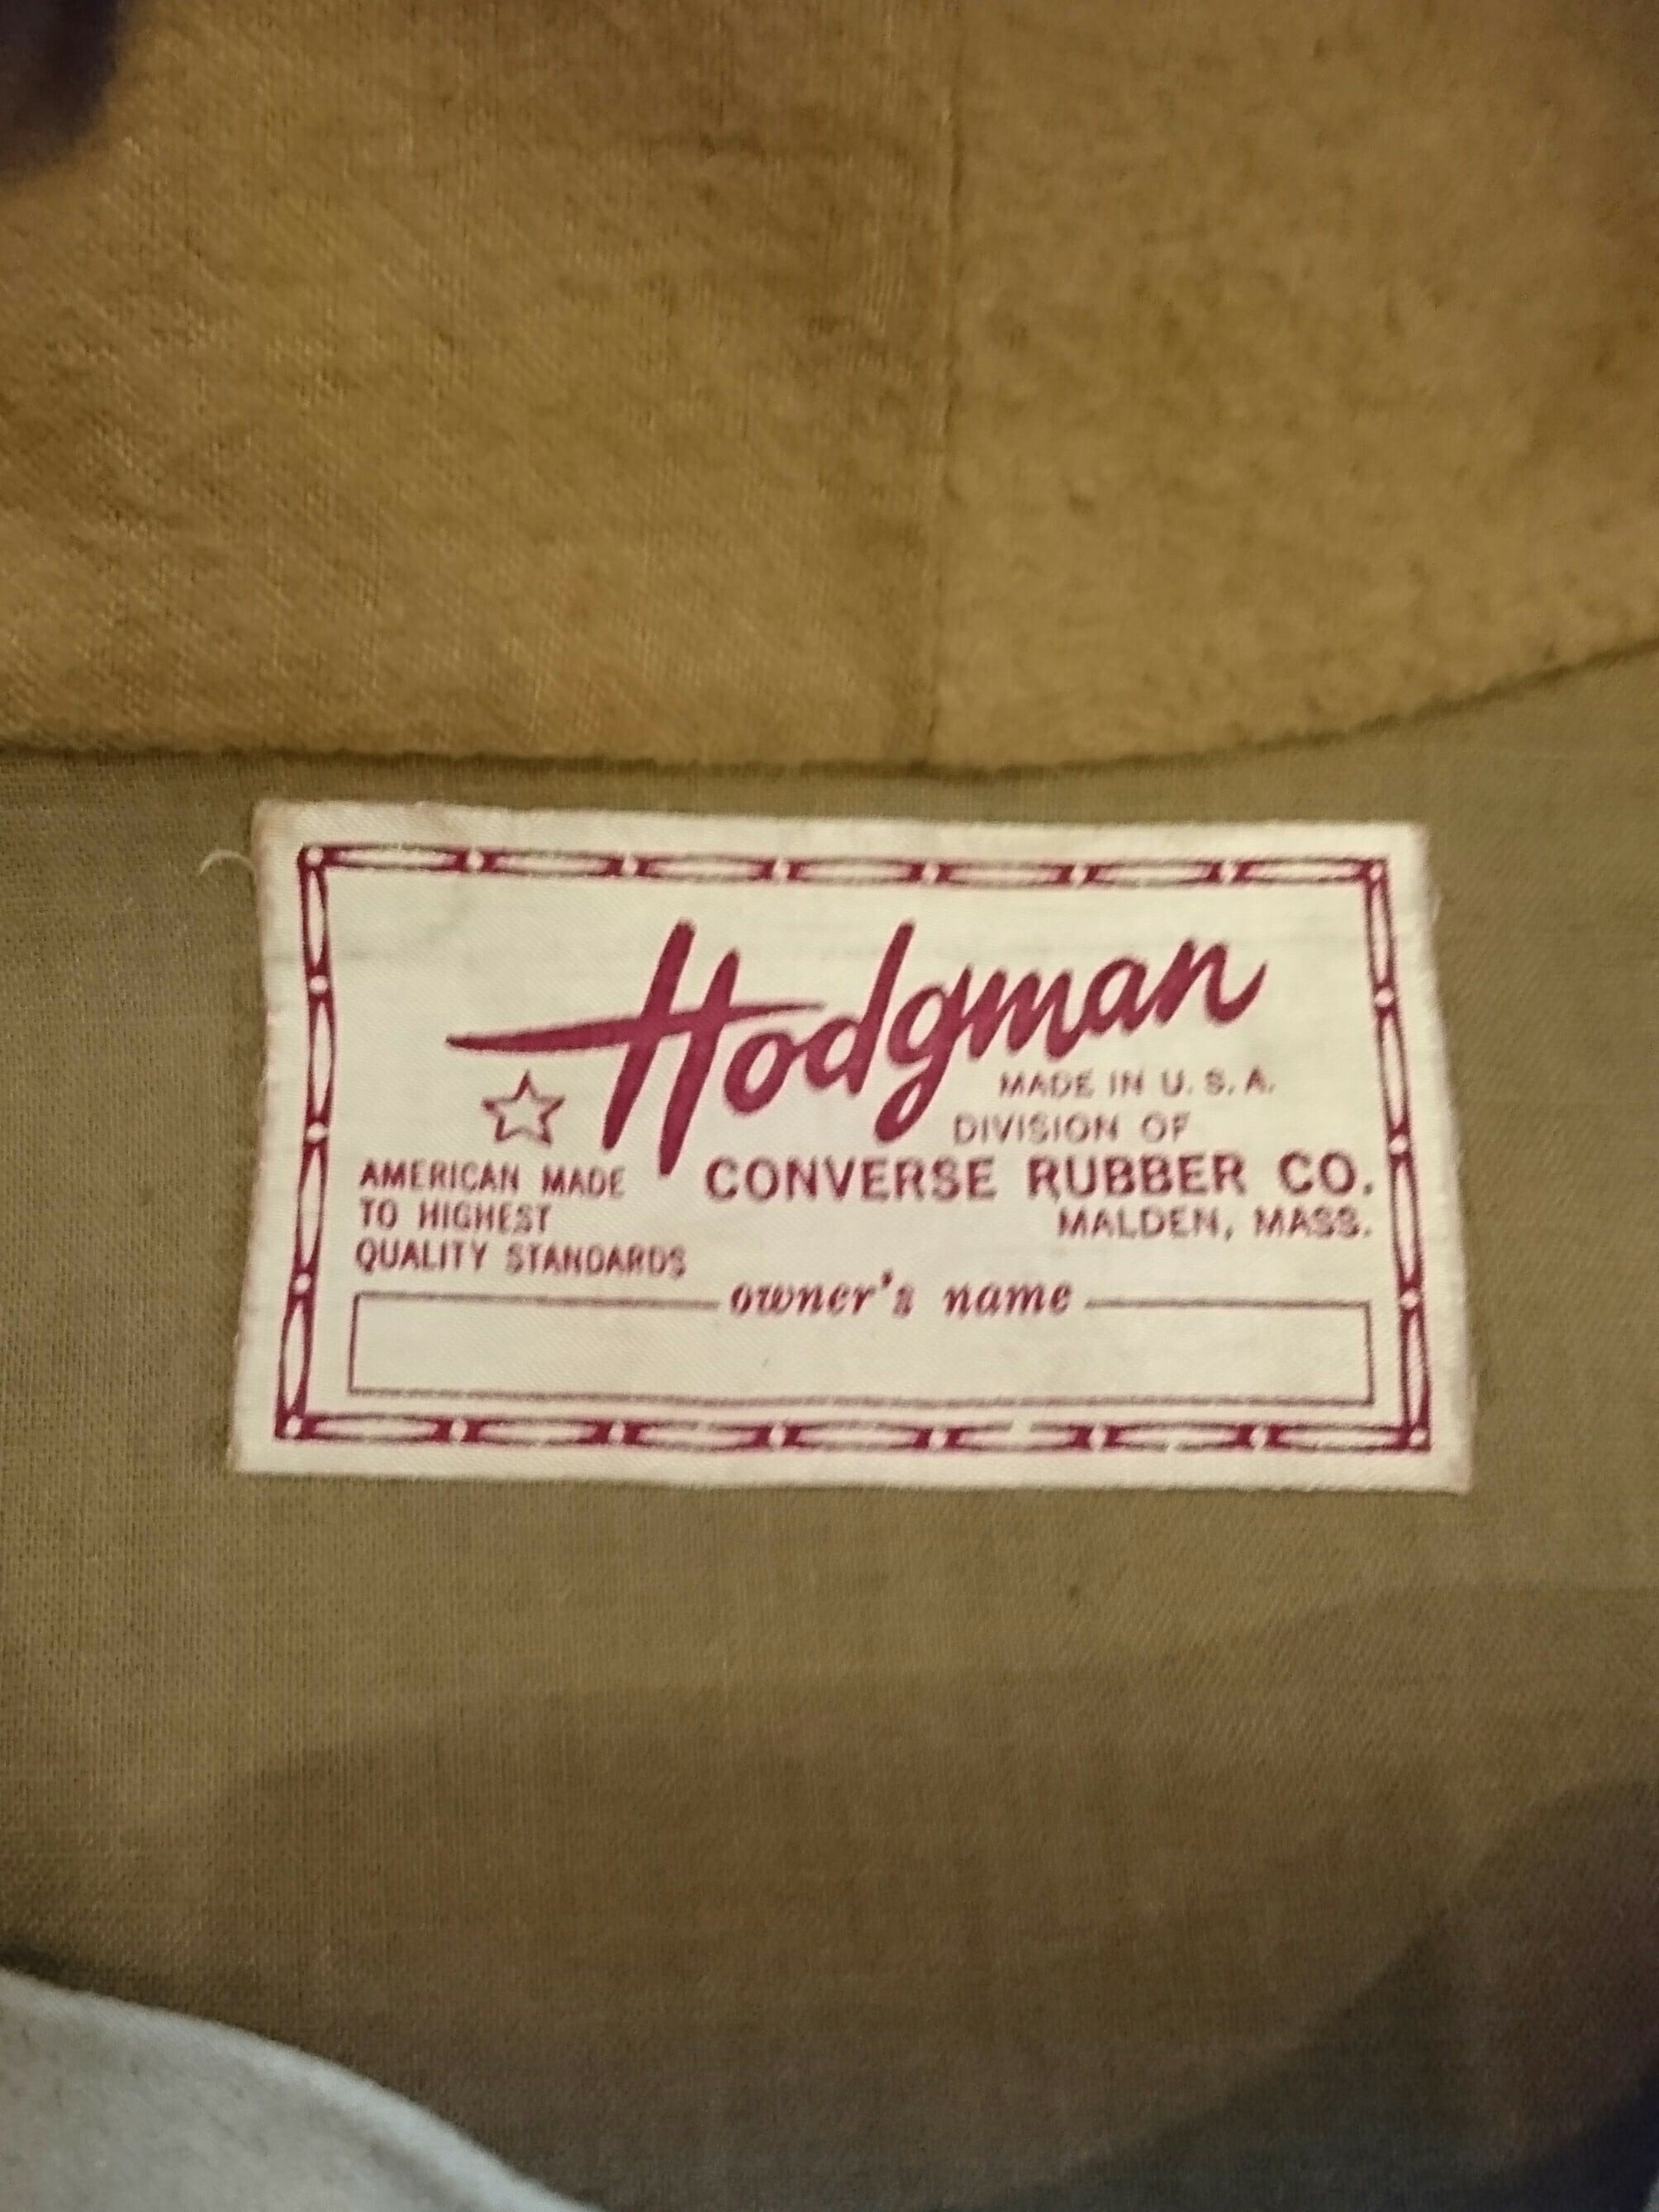 Hodgman
MADE IN U.S.A.
DIVISION OF
CONVERSE RUBBER CO.
MALDEN, MASS.
AMERICAN MADE
TO HIGHEST
QUALITY STANDARDS
owner's name